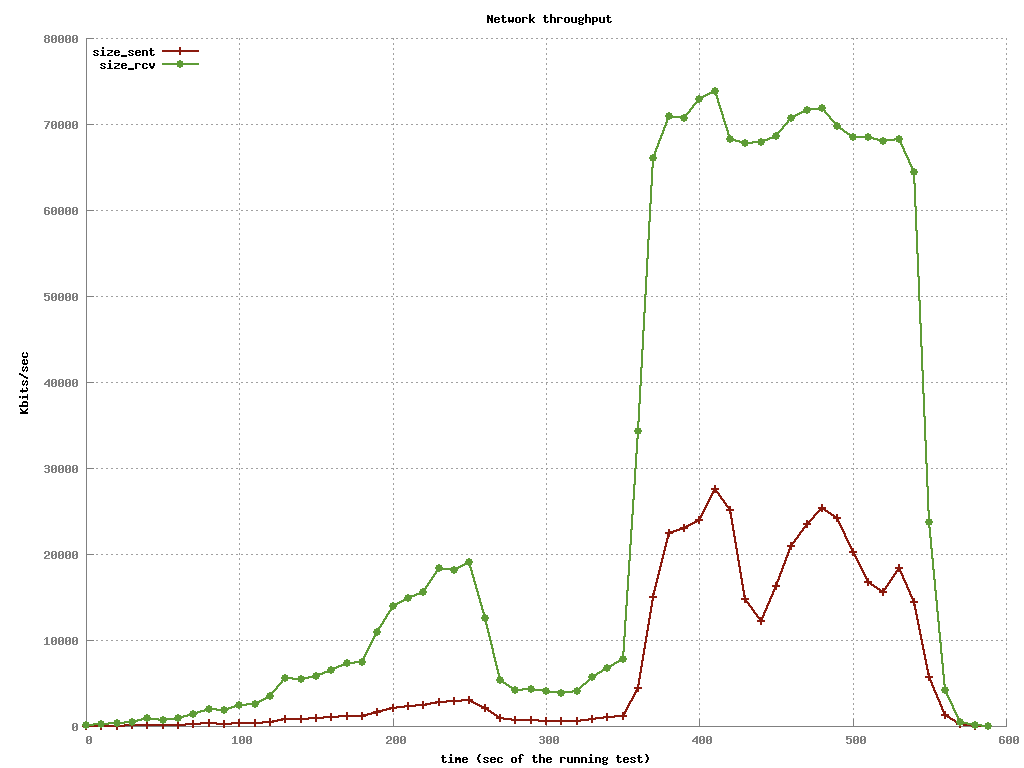 Network throughput
size_sent
size_rcv
80000
70000
60000
50000
40000
30000
20000
10000
0
Kbits/sec
0 100 200 300 400 500 600
time (sec of the running test)